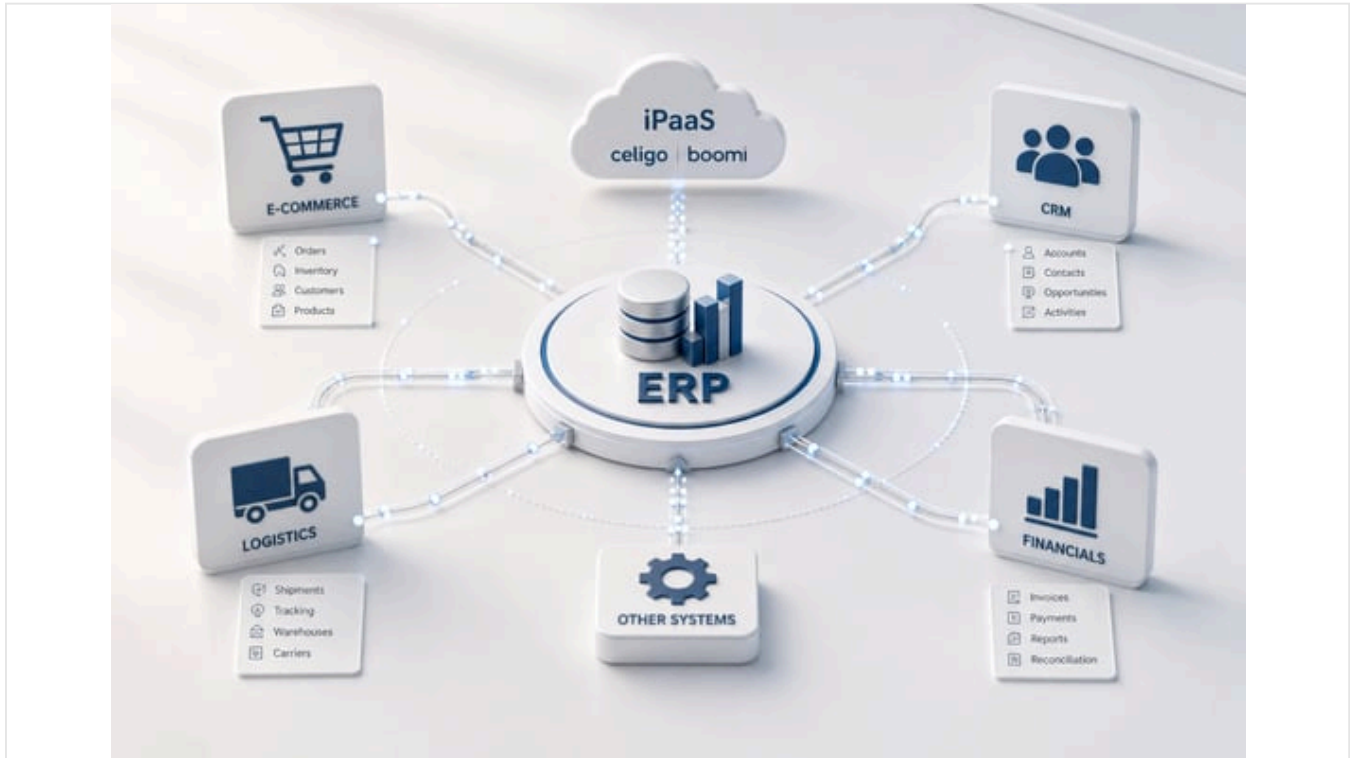 iPaaS
celigo | boomi
E-COMMERCE
Orders
Inventory
Customers
Products
CRM
Accounts
Contacts
Opportunities
Activities
ERP
LOGISTICS
Shipments
Tracking
Warehouses
Carriers
OTHER SYSTEMS
FINANCIALS
Invoices
Payments
Reports
Reconciliation